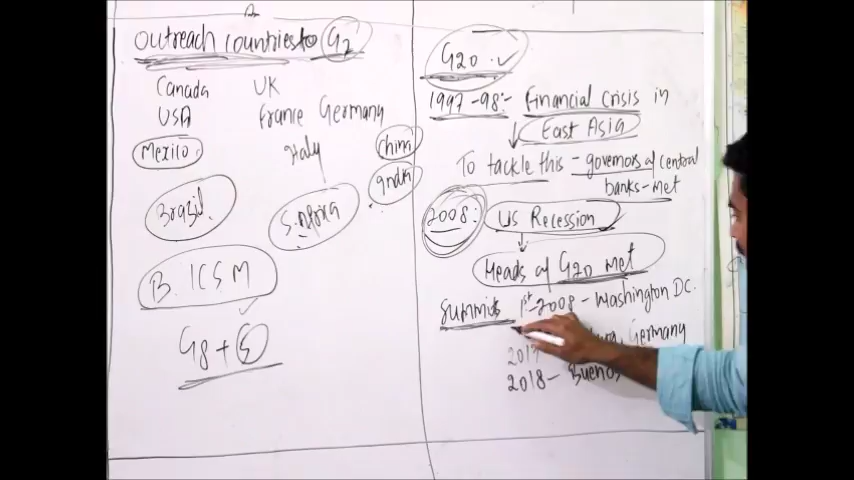 Outreach countries to G7
Canada UK
USA France Germany
Mexico Italy China
India
Brazil S. Africa
B. ICSM
G8 + 5
G20 ✓
1997-98:- Financial Crisis in
East Asia
To tackle this - governors of central
banks - met
2008: US Recession
Heads of G20 met
Summits 1st-2008 - Washington DC.
Germany
2018 - Buenos